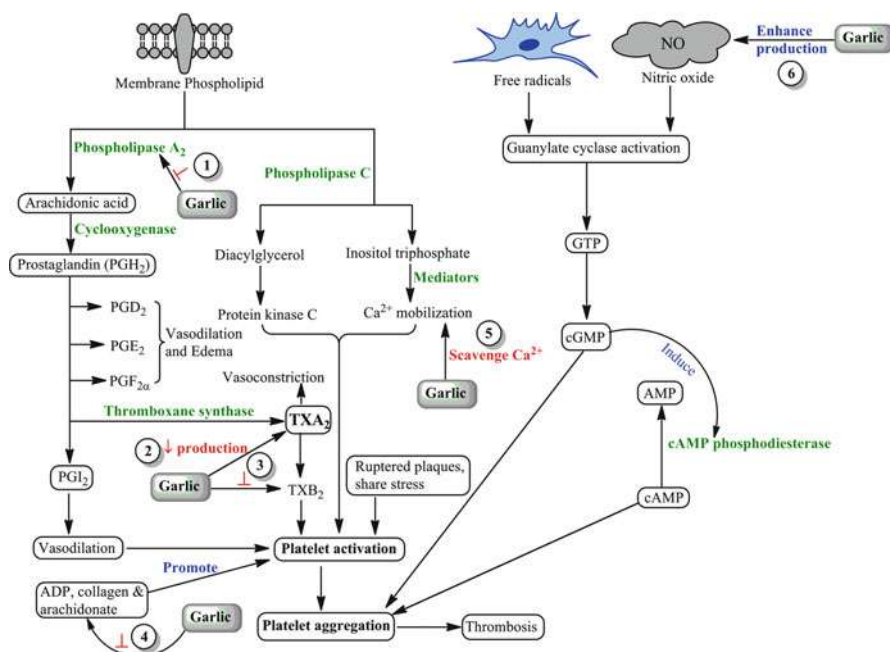 Membrane Phospholipid
Free radicals
NO
Nitric oxide
Enhance
production
6
Garlic
Phospholipase A₂
1
Garlic
Phospholipase C
Guanylate cyclase activation
Arachidonic acid
Cyclooxygenase
Prostaglandin (PGH₂)
Diacylglycerol
Inositol triphosphate
Mediators
GTP
PGD₂
PGE₂
PGF₂α
Vasodilation
and Edema
Protein kinase C
Ca²⁺ mobilization
5
Scavenge Ca²⁺
Garlic
cGMP
Induce
AMP
cAMP phosphodiesterase
cAMP
Vasoconstriction
Thromboxane synthase
TXA₂
2
↓ production
3
Garlic
TXB₂
PGI₂
Ruptered plaques,
share stress
Vasodilation
Platelet activation
Promote
ADP, collagen &
arachidonate
4
Garlic
Platelet aggregation
Thrombosis